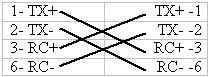 1- TX+ TX+ -1
2- TX- TX- -2
3- RC+ RC+ -3
6- RC- RC- -6